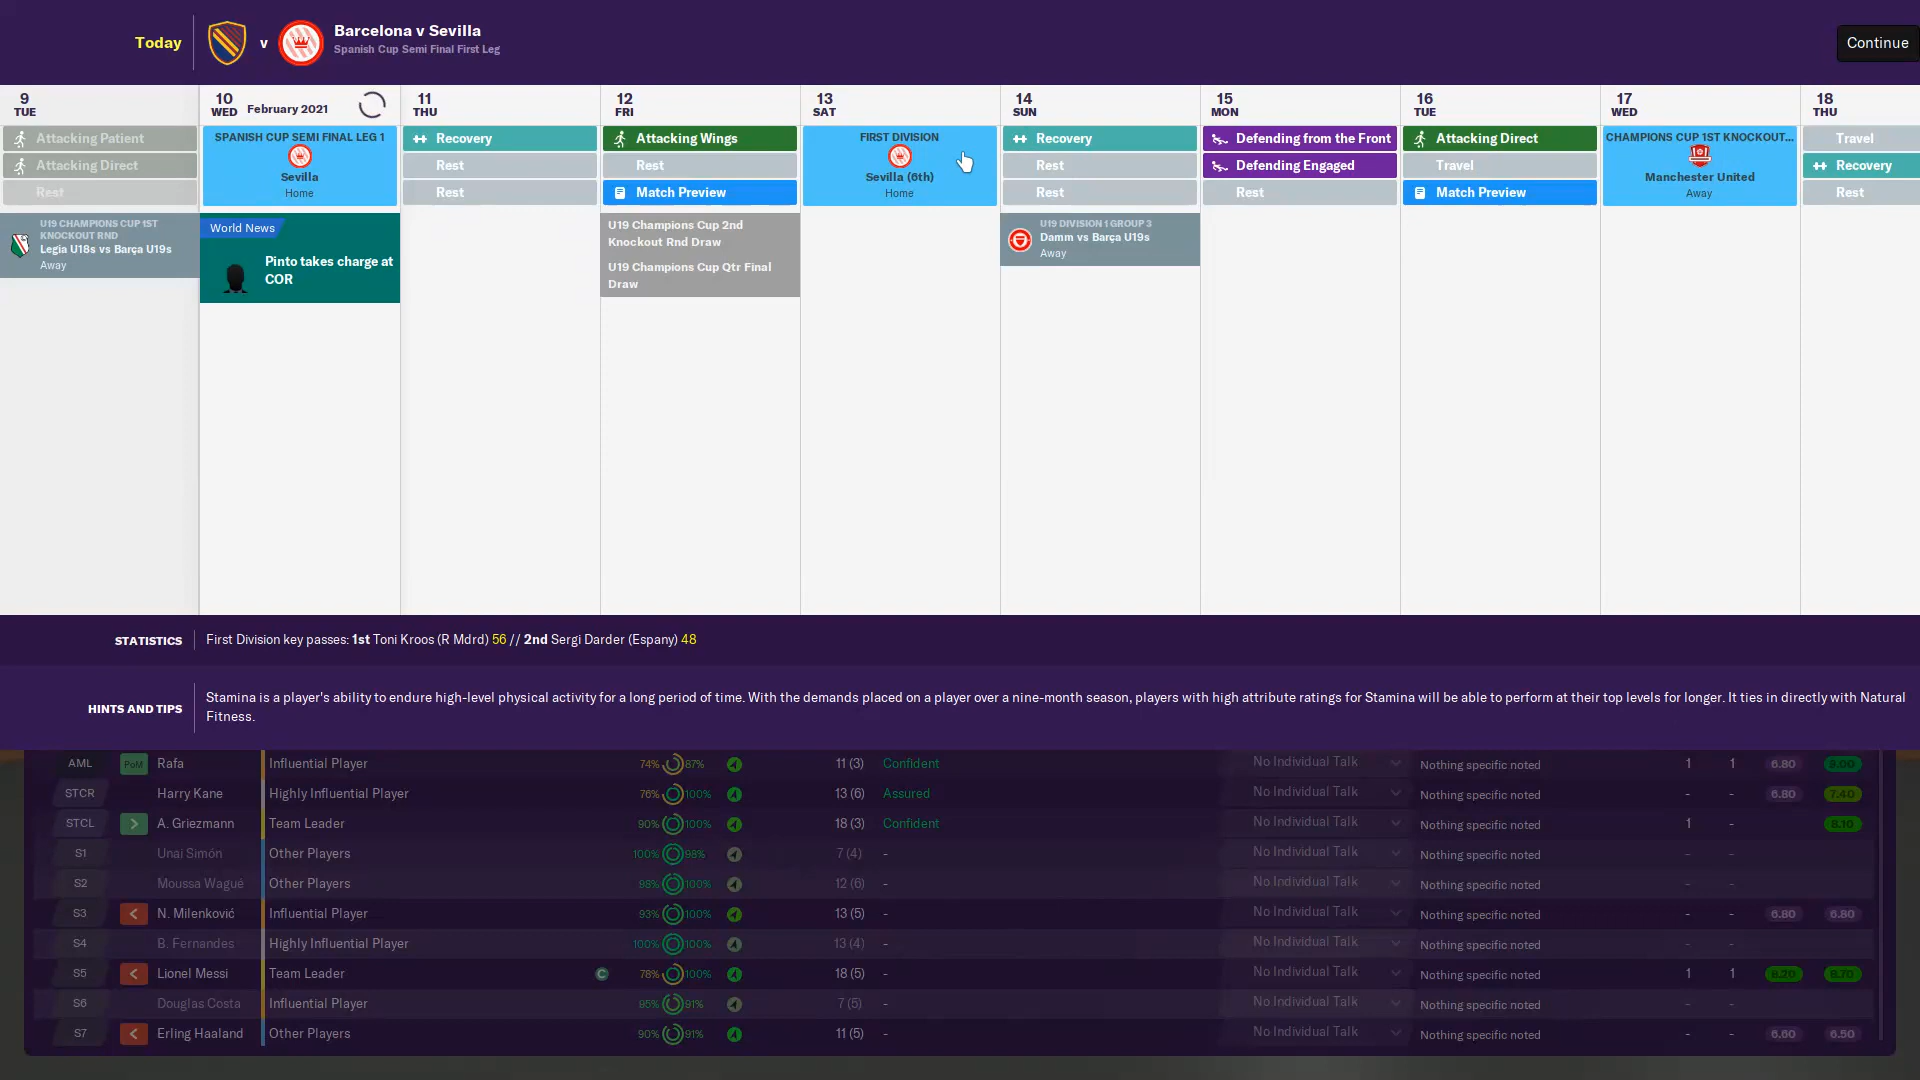 Today
v
Barcelona v Sevilla
Spanish Cup Semi Final First Leg
Continue
9
TUE
10
WED February 2021
11
THU
12
FRI
13
SAT
14
SUN
15
MON
16
TUE
17
WED
18
THU
Attacking Patient
Attacking Direct
Rest
U19 CHAMPIONS CUP 1ST
KNOCKOUT RND
Legia U18s vs Barça U19s
Away
SPANISH CUP SEMI FINAL LEG 1
Sevilla
Home
World News
Pinto takes charge at
COR
Recovery
Rest
Rest
Attacking Wings
Rest
Match Preview
U19 Champions Cup 2nd
Knockout Rnd Draw
U19 Champions Cup Qtr Final
Draw
FIRST DIVISION
Sevilla (6th)
Home
Recovery
Rest
Rest
U19 DIVISION 1 GROUP 3
Damm vs Barça U19s
Away
Defending from the Front
Defending Engaged
Rest
Attacking Direct
Travel
Match Preview
CHAMPIONS CUP 1ST KNOCKOUT...
Manchester United
Away
Travel
Recovery
Rest
STATISTICS First Division key passes: 1st Toni Kroos (R Mdrd) 56 // 2nd Sergi Darder (Espany) 48
HINTS AND TIPS
Stamina is a player's ability to endure high-level physical activity for a long period of time. With the demands placed on a player over a nine-month season, players with high attribute ratings for Stamina will be able to perform at their top levels for longer. It ties in directly with Natural
Fitness.
AML PoM Rafa Influential Player 74% 87% 11 (3) Confident No Individual Talk Nothing specific noted 1 1 6.80 9.00
STCR Harry Kane Highly Influential Player 76% 100% 13 (6) Assured No Individual Talk Nothing specific noted - - 6.80 7.40
STCL A. Griezmann Team Leader 90% 100% 18 (3) Confident No Individual Talk Nothing specific noted 1 - 8.10
S1 Unai Simón Other Players 100% 98% 7 (4) - No Individual Talk Nothing specific noted - -
S2 Moussa Wagué Other Players 98% 100% 12 (6) - No Individual Talk Nothing specific noted - -
S3 N. Milenković Influential Player 93% 100% 13 (5) - No Individual Talk Nothing specific noted - - 6.80 6.80
S4 B. Fernandes Highly Influential Player 100% 100% 13 (4) - No Individual Talk Nothing specific noted - -
S5 Lionel Messi Team Leader C 78% 100% 18 (5) - No Individual Talk Nothing specific noted 1 1 8.20 8.70
S6 Douglas Costa Influential Player 95% 91% 7 (5) - No Individual Talk Nothing specific noted - -
S7 Erling Haaland Other Players 90% 91% 11 (5) - No Individual Talk Nothing specific noted - - 6.60 6.50